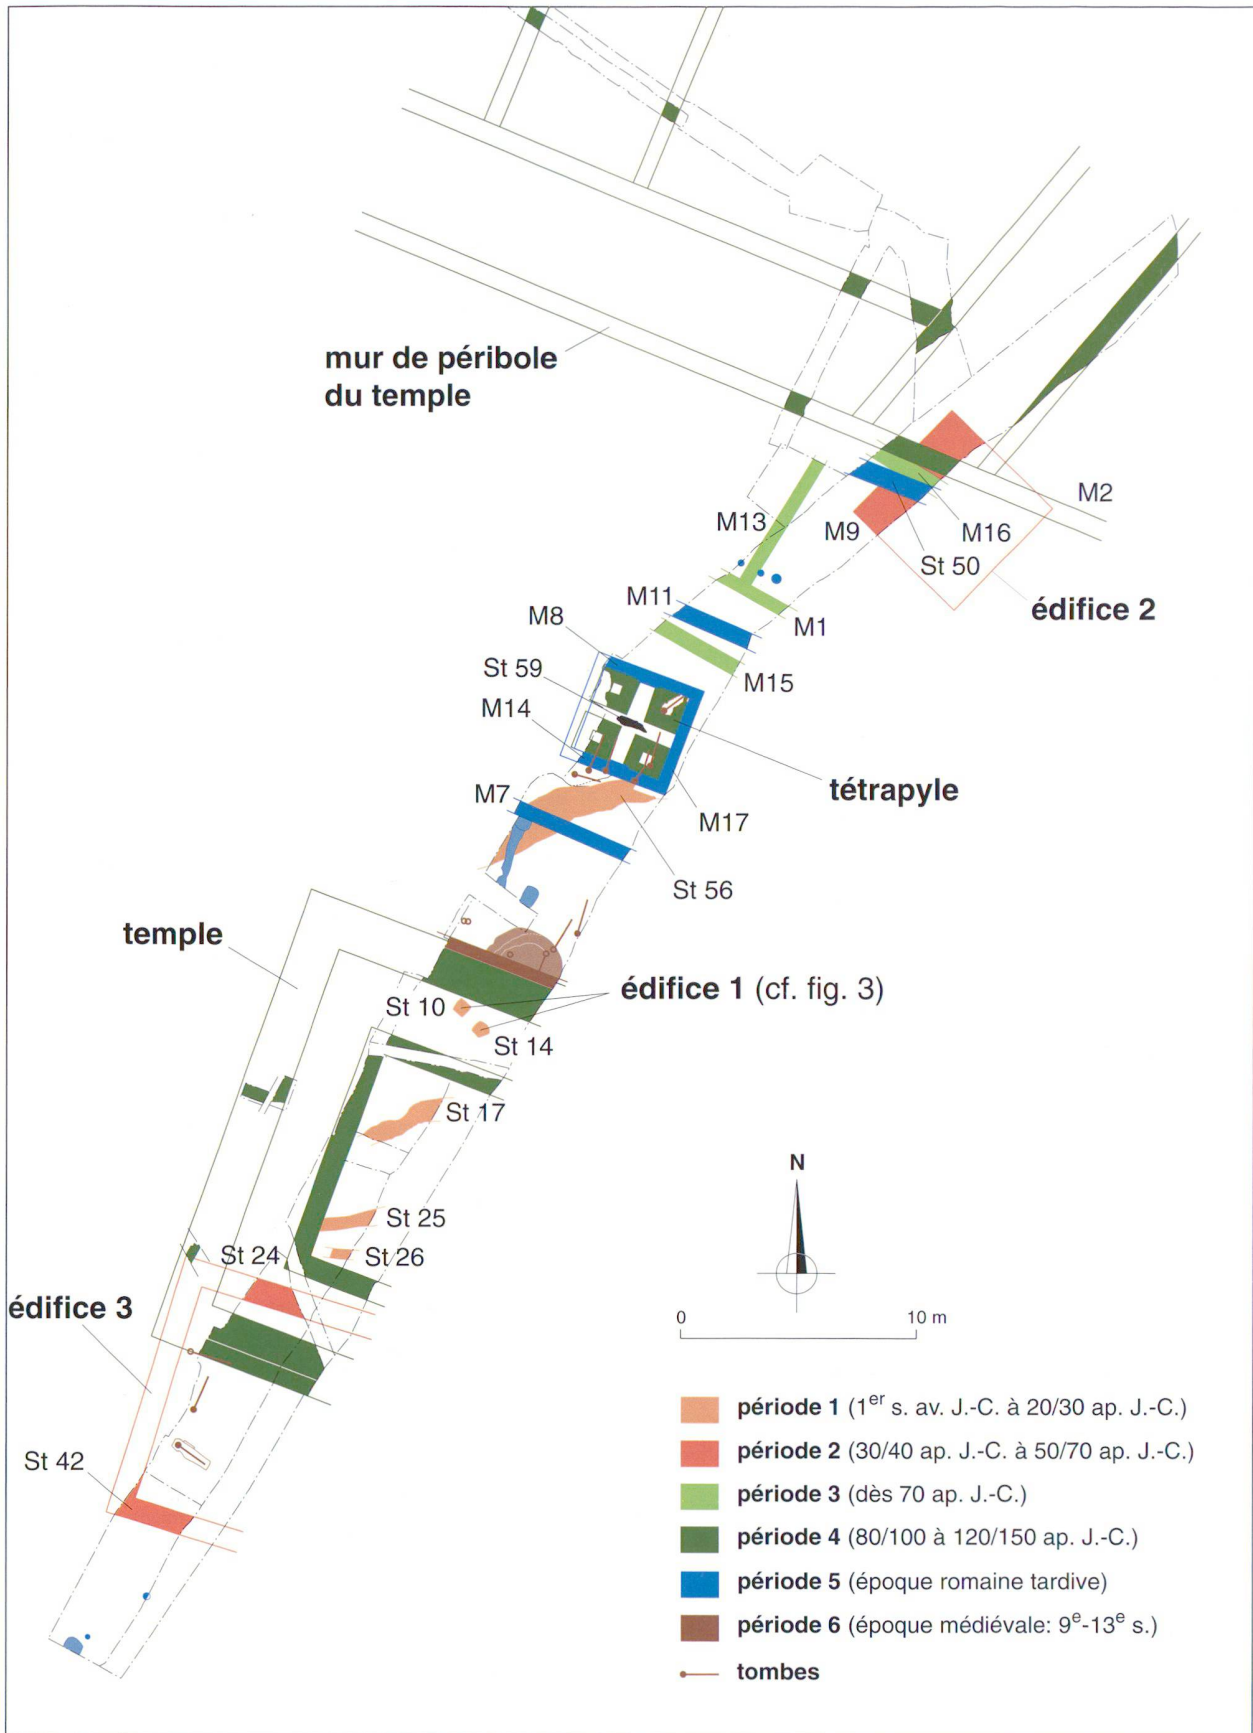 mur de péribole
du temple
M2
M13
M9
M16
St 50
édifice 2
M11
M1
M8
St 59
M15
M14
tétrapyle
M7
M17
St 56
temple
édifice 1 (cf. fig. 3)
St 10
St 14
St 17
N
St 25
St 24
St 26
édifice 3
0 10 m
période 1 (1er s. av. J.-C. à 20/30 ap. J.-C.)
période 2 (30/40 ap. J.-C. à 50/70 ap. J.-C.)
St 42
période 3 (dès 70 ap. J.-C.)
période 4 (80/100 à 120/150 ap. J.-C.)
période 5 (époque romaine tardive)
période 6 (époque médiévale: 9e-13e s.)
tombes